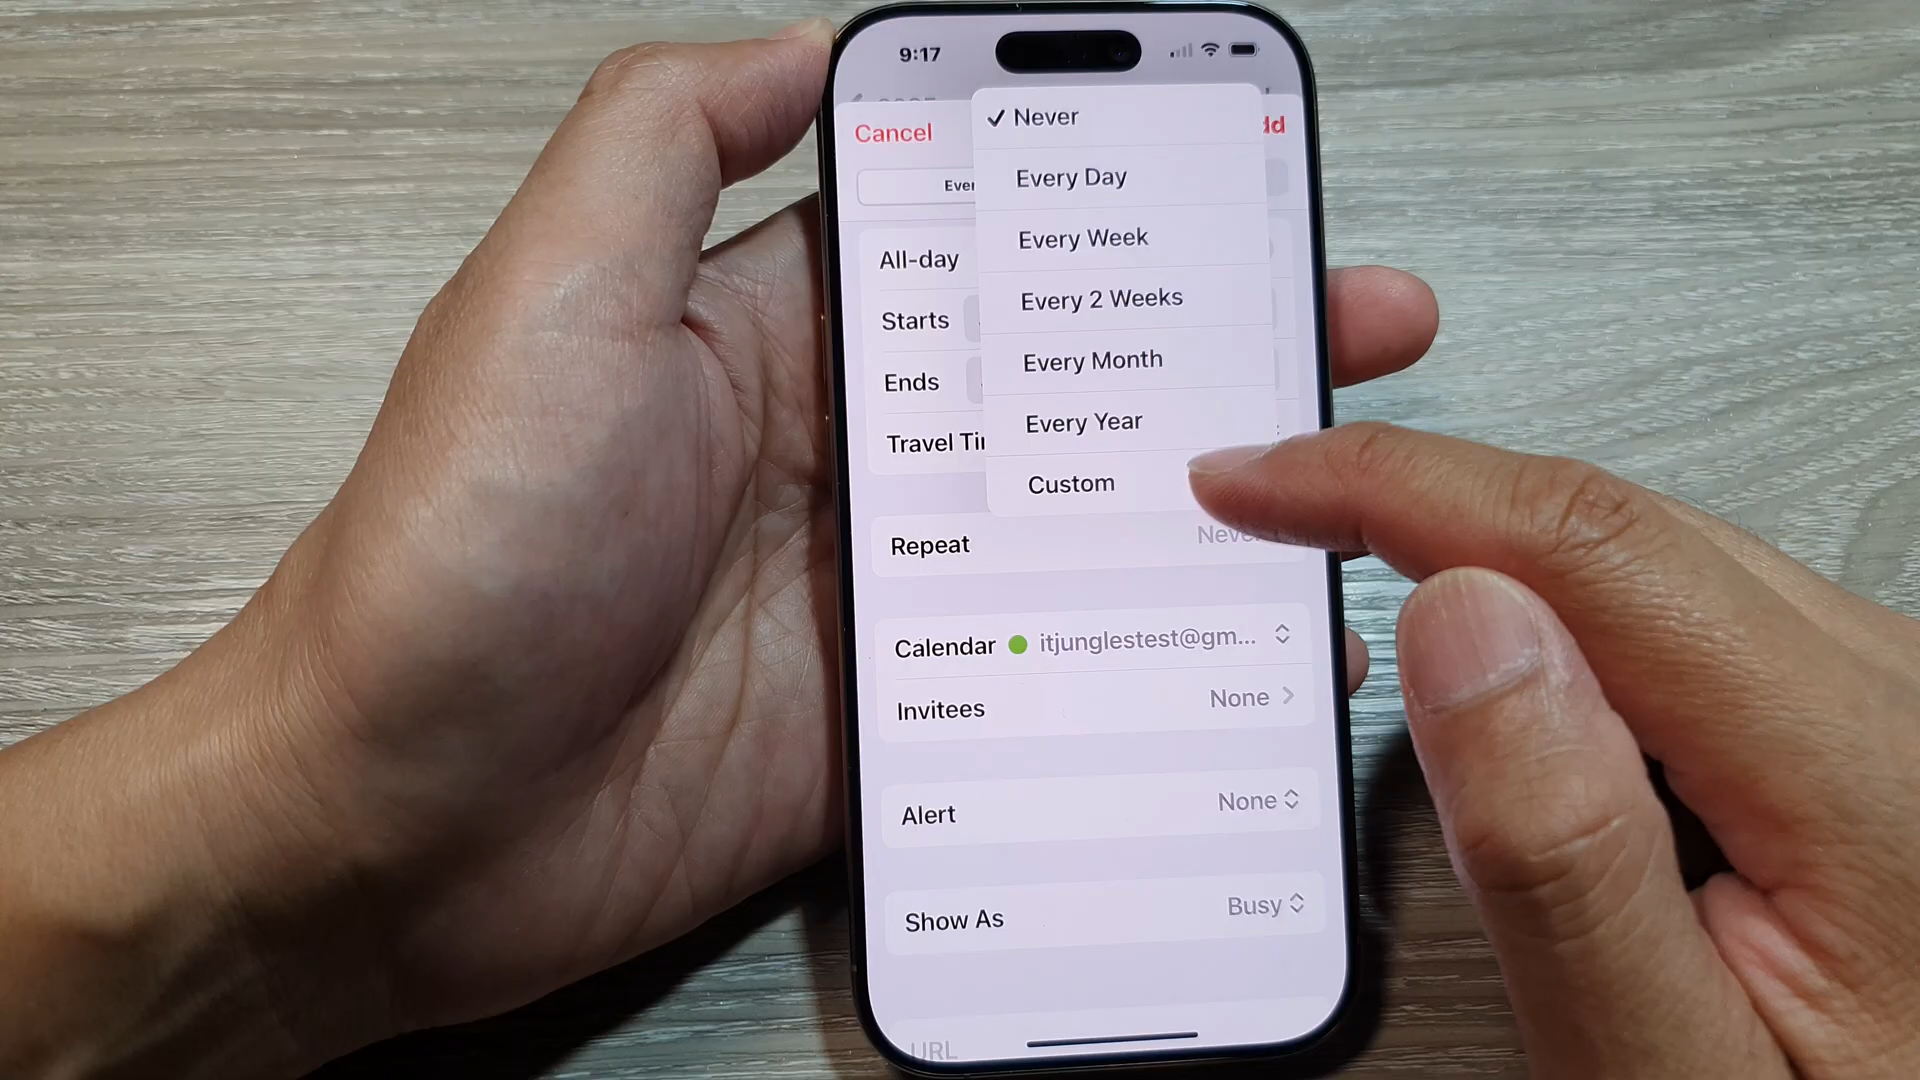 9:17
Cancel
✓ Never
Every Day
Every Week
Every 2 Weeks
Every Month
Every Year
Custom
All-day
Starts
Ends
Travel
Repeat
Calendar itjunglestest@gm...
Invitees None
Alert None
Show As Busy
URL